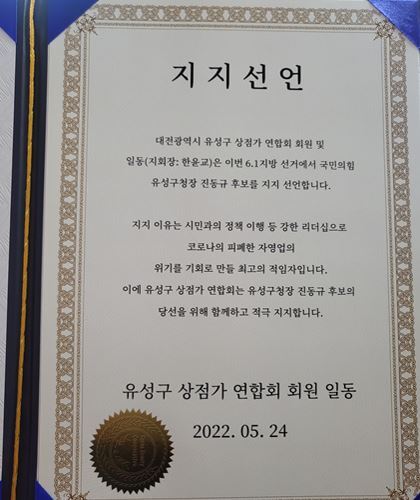 지지선언
대전광역시 유성구 상점가 연합회 회원 및
일동(지회장: 한윤교)은 이번 6.1지방 선거에서 국민의힘
유성구청장 진동규 후보를 지지 선언합니다.
지지 이유는 시민과의 정책 이행 등 강한 리더십으로
코로나의 피폐한 자영업의
위기를 기회로 만들 최고의 적임자입니다.
이에 유성구 상점가 연합회는 유성구청장 진동규 후보의
당선을 위해 함께하고 적극 지지합니다.
유성구 상점가 연합회 회원 일동
2022. 05. 24